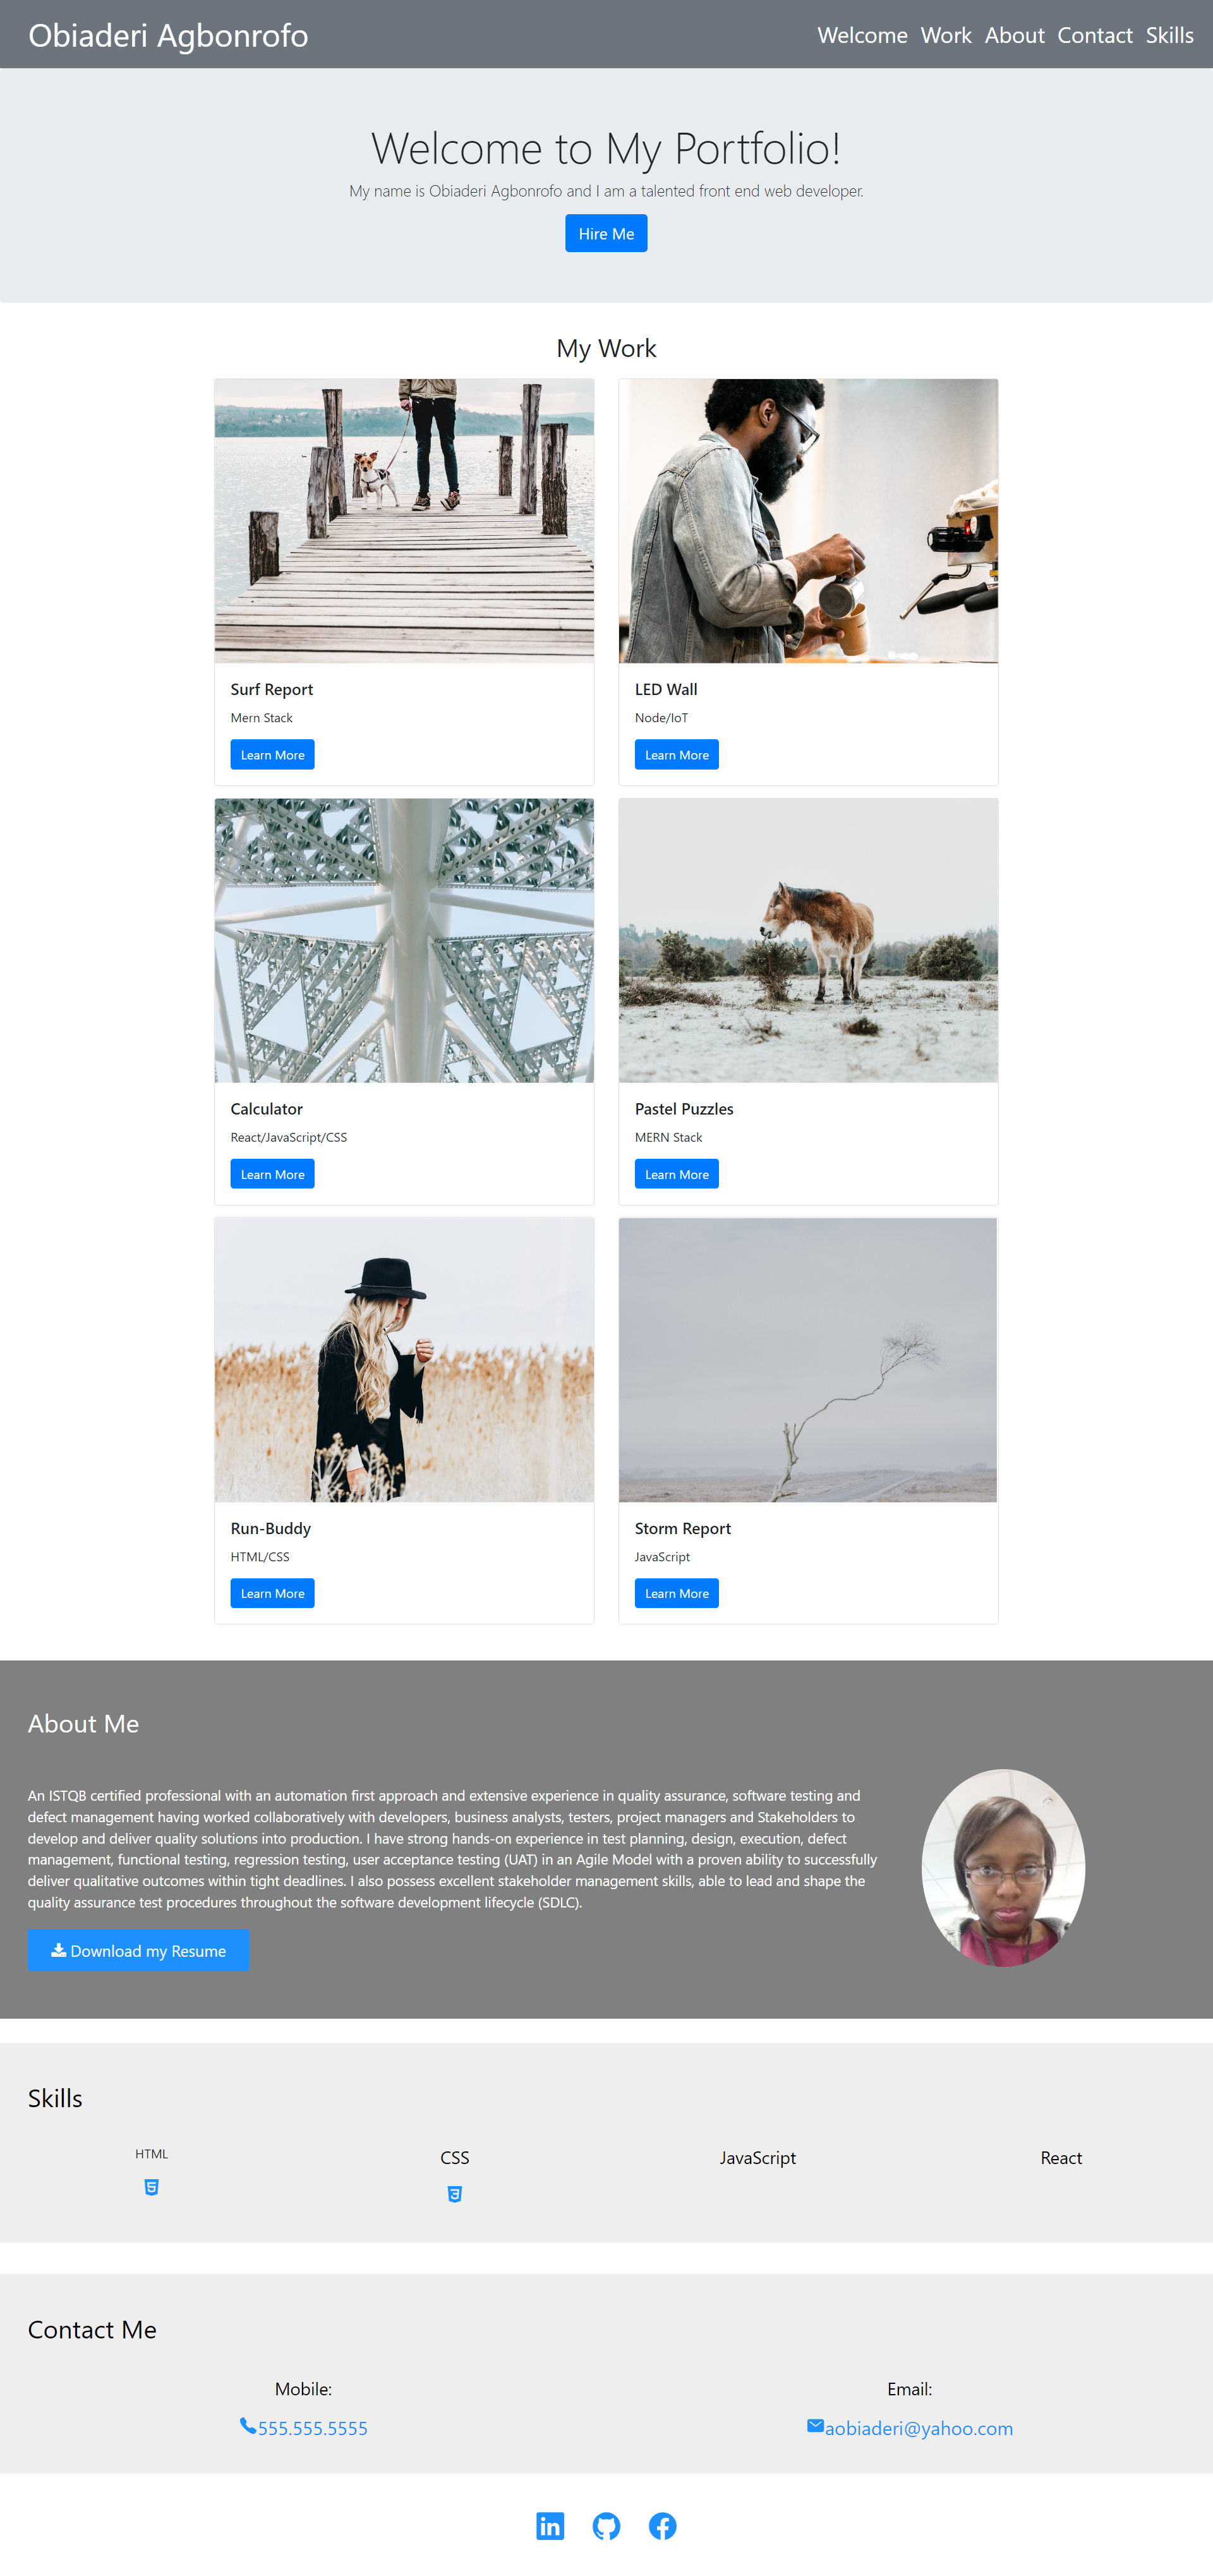 Obiaderi Agbonrofo
Welcome Work About Contact Skills
Welcome to My Portfolio!
My name is Obiaderi Agbonrofo and I am a talented front end web developer.
Hire Me
My Work
Surf Report
Mern Stack
Learn More
LED Wall
Node/IoT
Learn More
Calculator
React/JavaScript/CSS
Learn More
Pastel Puzzles
MERN Stack
Learn More
Run-Buddy
HTML/CSS
Learn More
Storm Report
JavaScript
Learn More
About Me
An ISTQB certified professional with an automation first approach and extensive experience in quality assurance, software testing and
defect management having worked collaboratively with developers, business analysts, testers, project managers and Stakeholders to
develop and deliver quality solutions into production. I have strong hands-on experience in test planning, design, execution, defect
management, functional testing, regression testing, user acceptance testing (UAT) in an Agile Model with a proven ability to successfully
deliver qualitative outcomes within tight deadlines. I also possess excellent stakeholder management skills, able to lead and shape the
quality assurance test procedures throughout the software development lifecycle (SDLC).
Download my Resume
Skills
HTML
CSS
JavaScript
React
Contact Me
Mobile:
555.555.5555
Email:
aobiaderi@yahoo.com